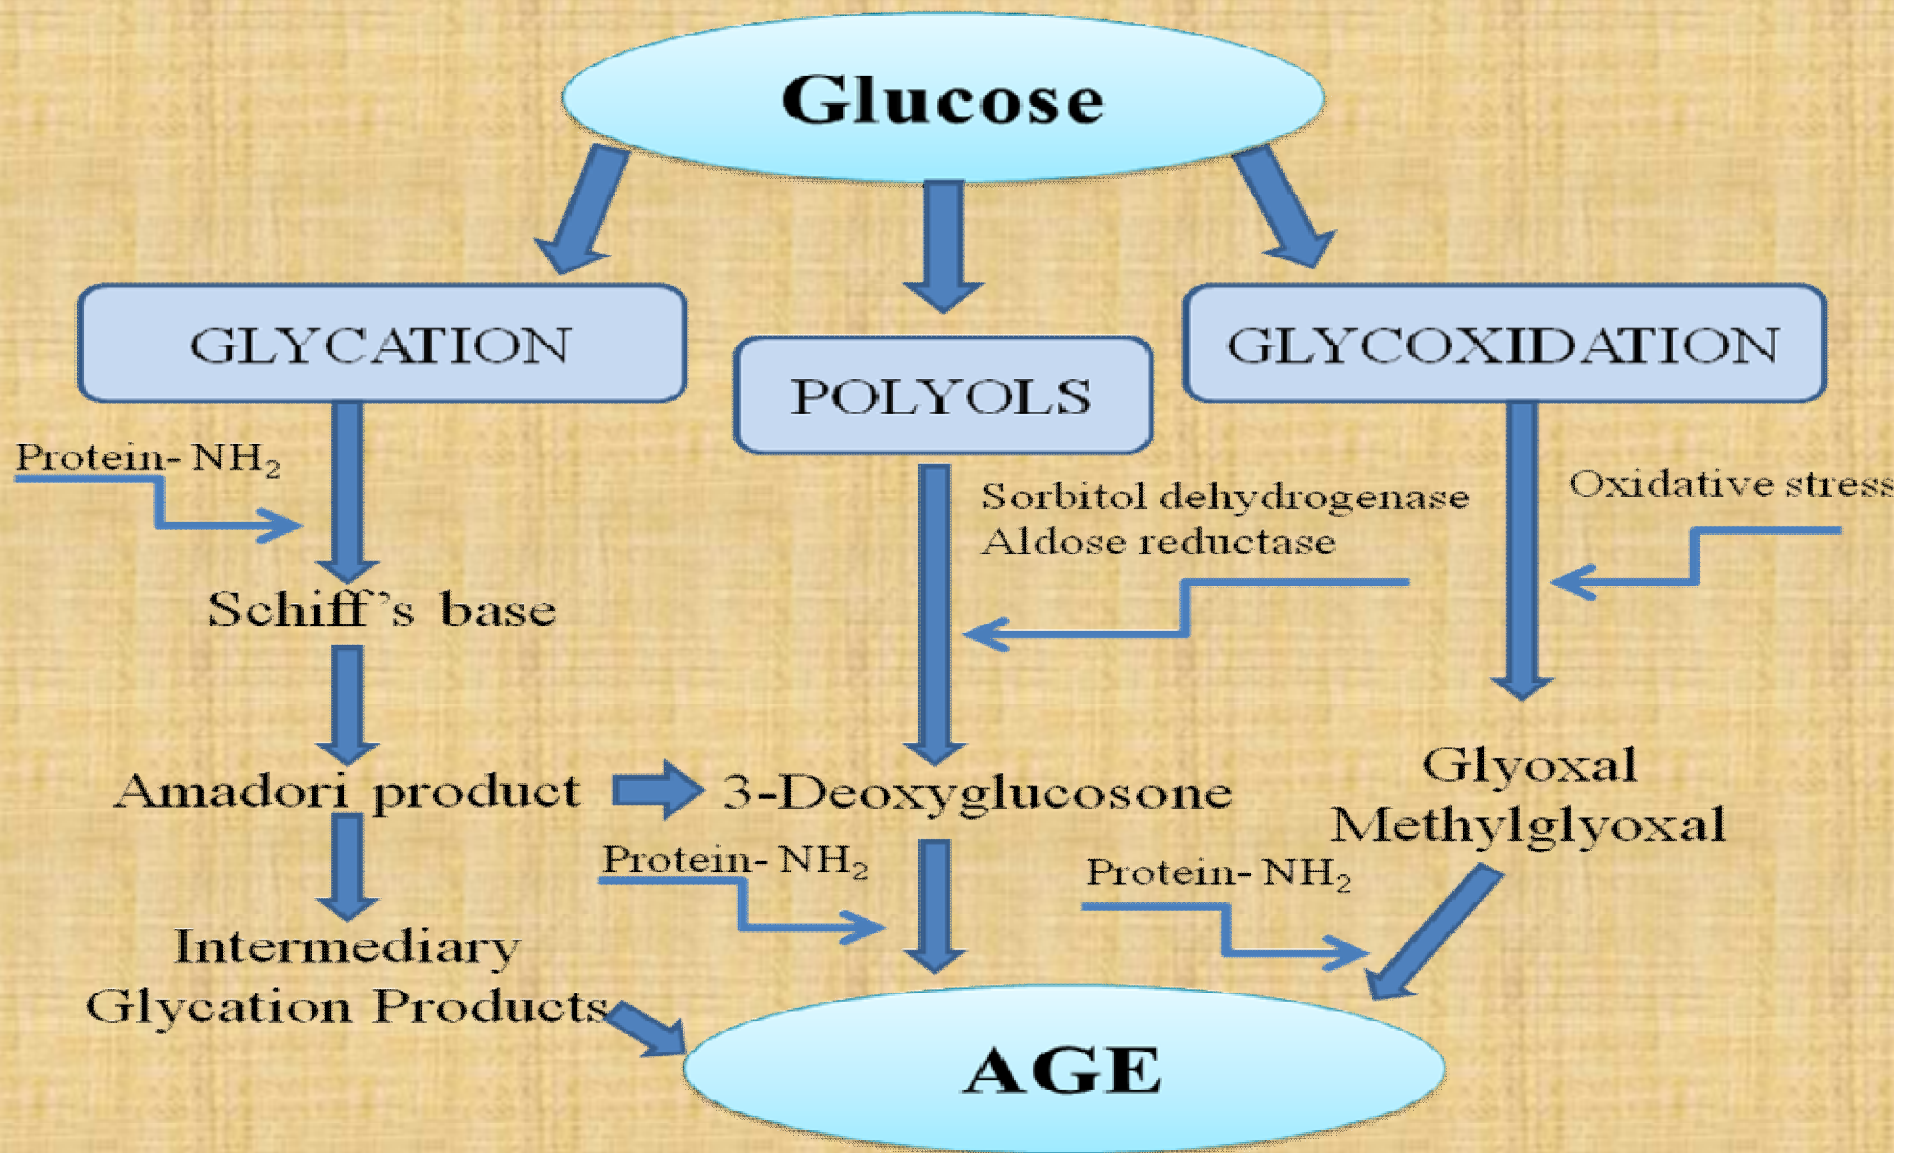 Glucose
GLYCATION
POLYOLS
GLYCOXIDATION
Protein- NH₂
Sorbitol dehydrogenase
Aldose reductase
Oxidative stress
Schiff’s base
Amadori product
3-Deoxyglucosone
Glyoxal
Methylglyoxal
Protein- NH₂
Protein- NH₂
Intermediary
Glycation Products
AGE